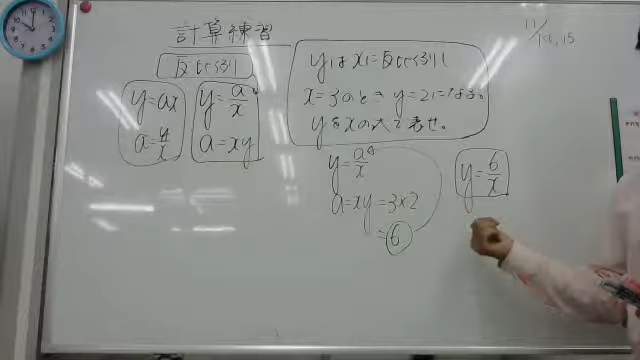 計算練習
11/14,15
反比例
y=ax
a=y/x
y=a/x
a=xy
yはxに反比例し
x=3のとき y=2になる。
yをxの式で表せ。
y=a/x
a=xy=3×2
=6
y=6/x